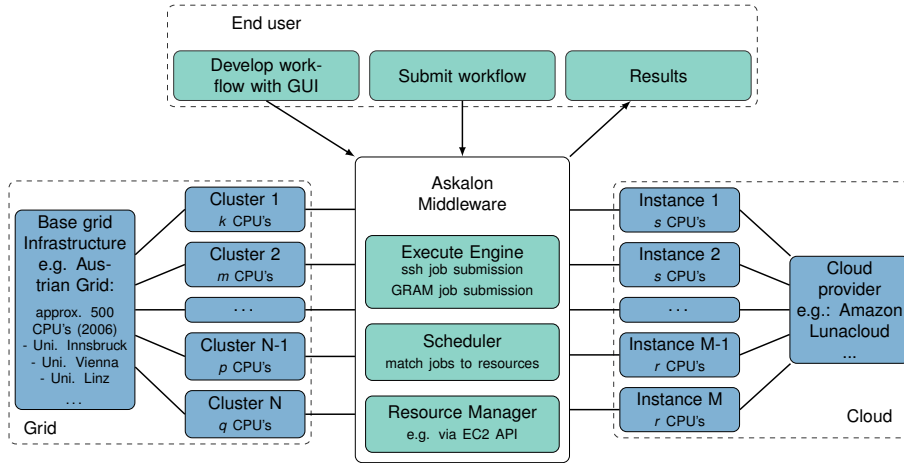 End user
Develop work-
flow with GUI
Submit workflow
Results
Askalon
Middleware
Execute Engine
ssh job submission
GRAM job submission
Scheduler
match jobs to resources
Resource Manager
e.g. via EC2 API
Base grid
Infrastructure
e.g. Aus-
trian Grid:
approx. 500
CPU's (2006)
- Uni. Innsbruck
- Uni. Vienna
- Uni. Linz
...
Grid
Cluster 1
k CPU's
Cluster 2
m CPU's
...
Cluster N-1
p CPU's
Cluster N
q CPU's
Instance 1
s CPU's
Instance 2
s CPU's
...
Instance M-1
r CPU's
Instance M
r CPU's
Cloud
provider
e.g.: Amazon
Lunacloud
...
Cloud